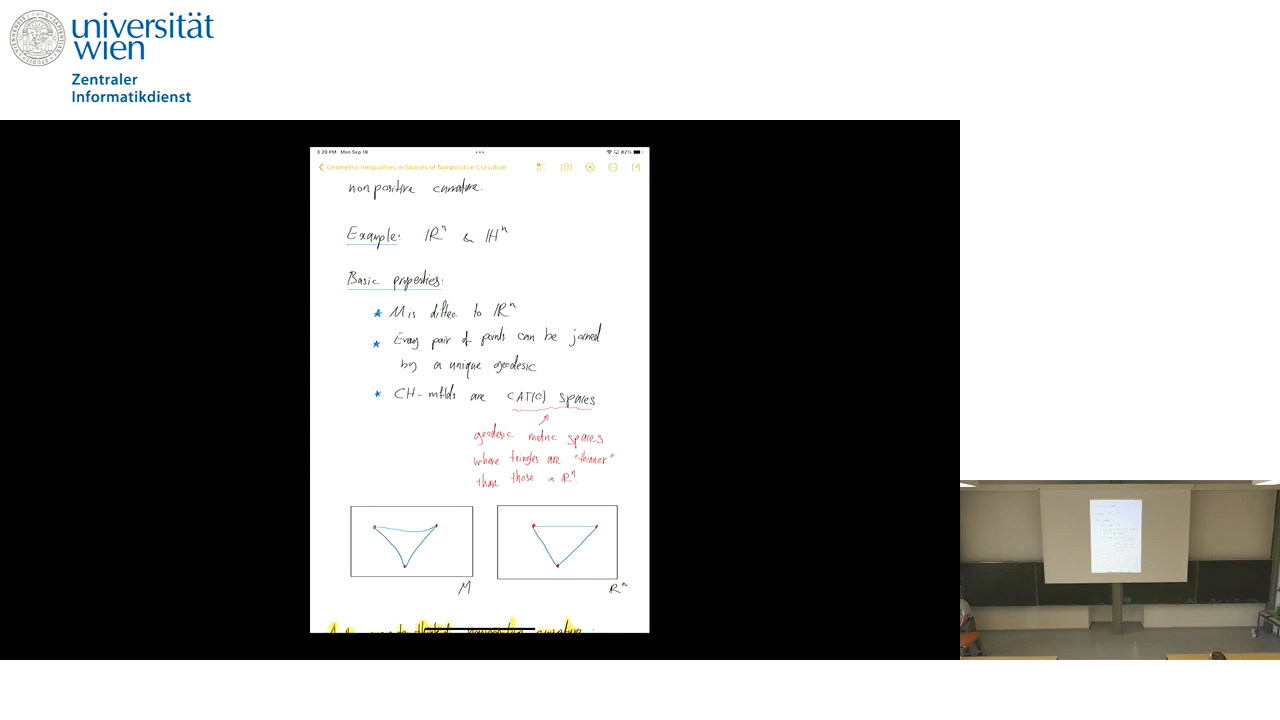 universität
wien
Zentraler
Informatikdienst
3:20 PM Mon Sep 18
82%
Geometric Inequalities in Spaces of Nonpositive Curvature
nonpositive curvature.
Example: ℝⁿ & ℍⁿ
Basic properties:
★ M is diffeo. to ℝⁿ
★ Every pair of points can be joined
by a unique geodesic
★ CH-mflds are CAT(0) spaces
geodesic metric spaces
where triangles are "thinner"
than those in ℝⁿ.
M
ℝⁿ